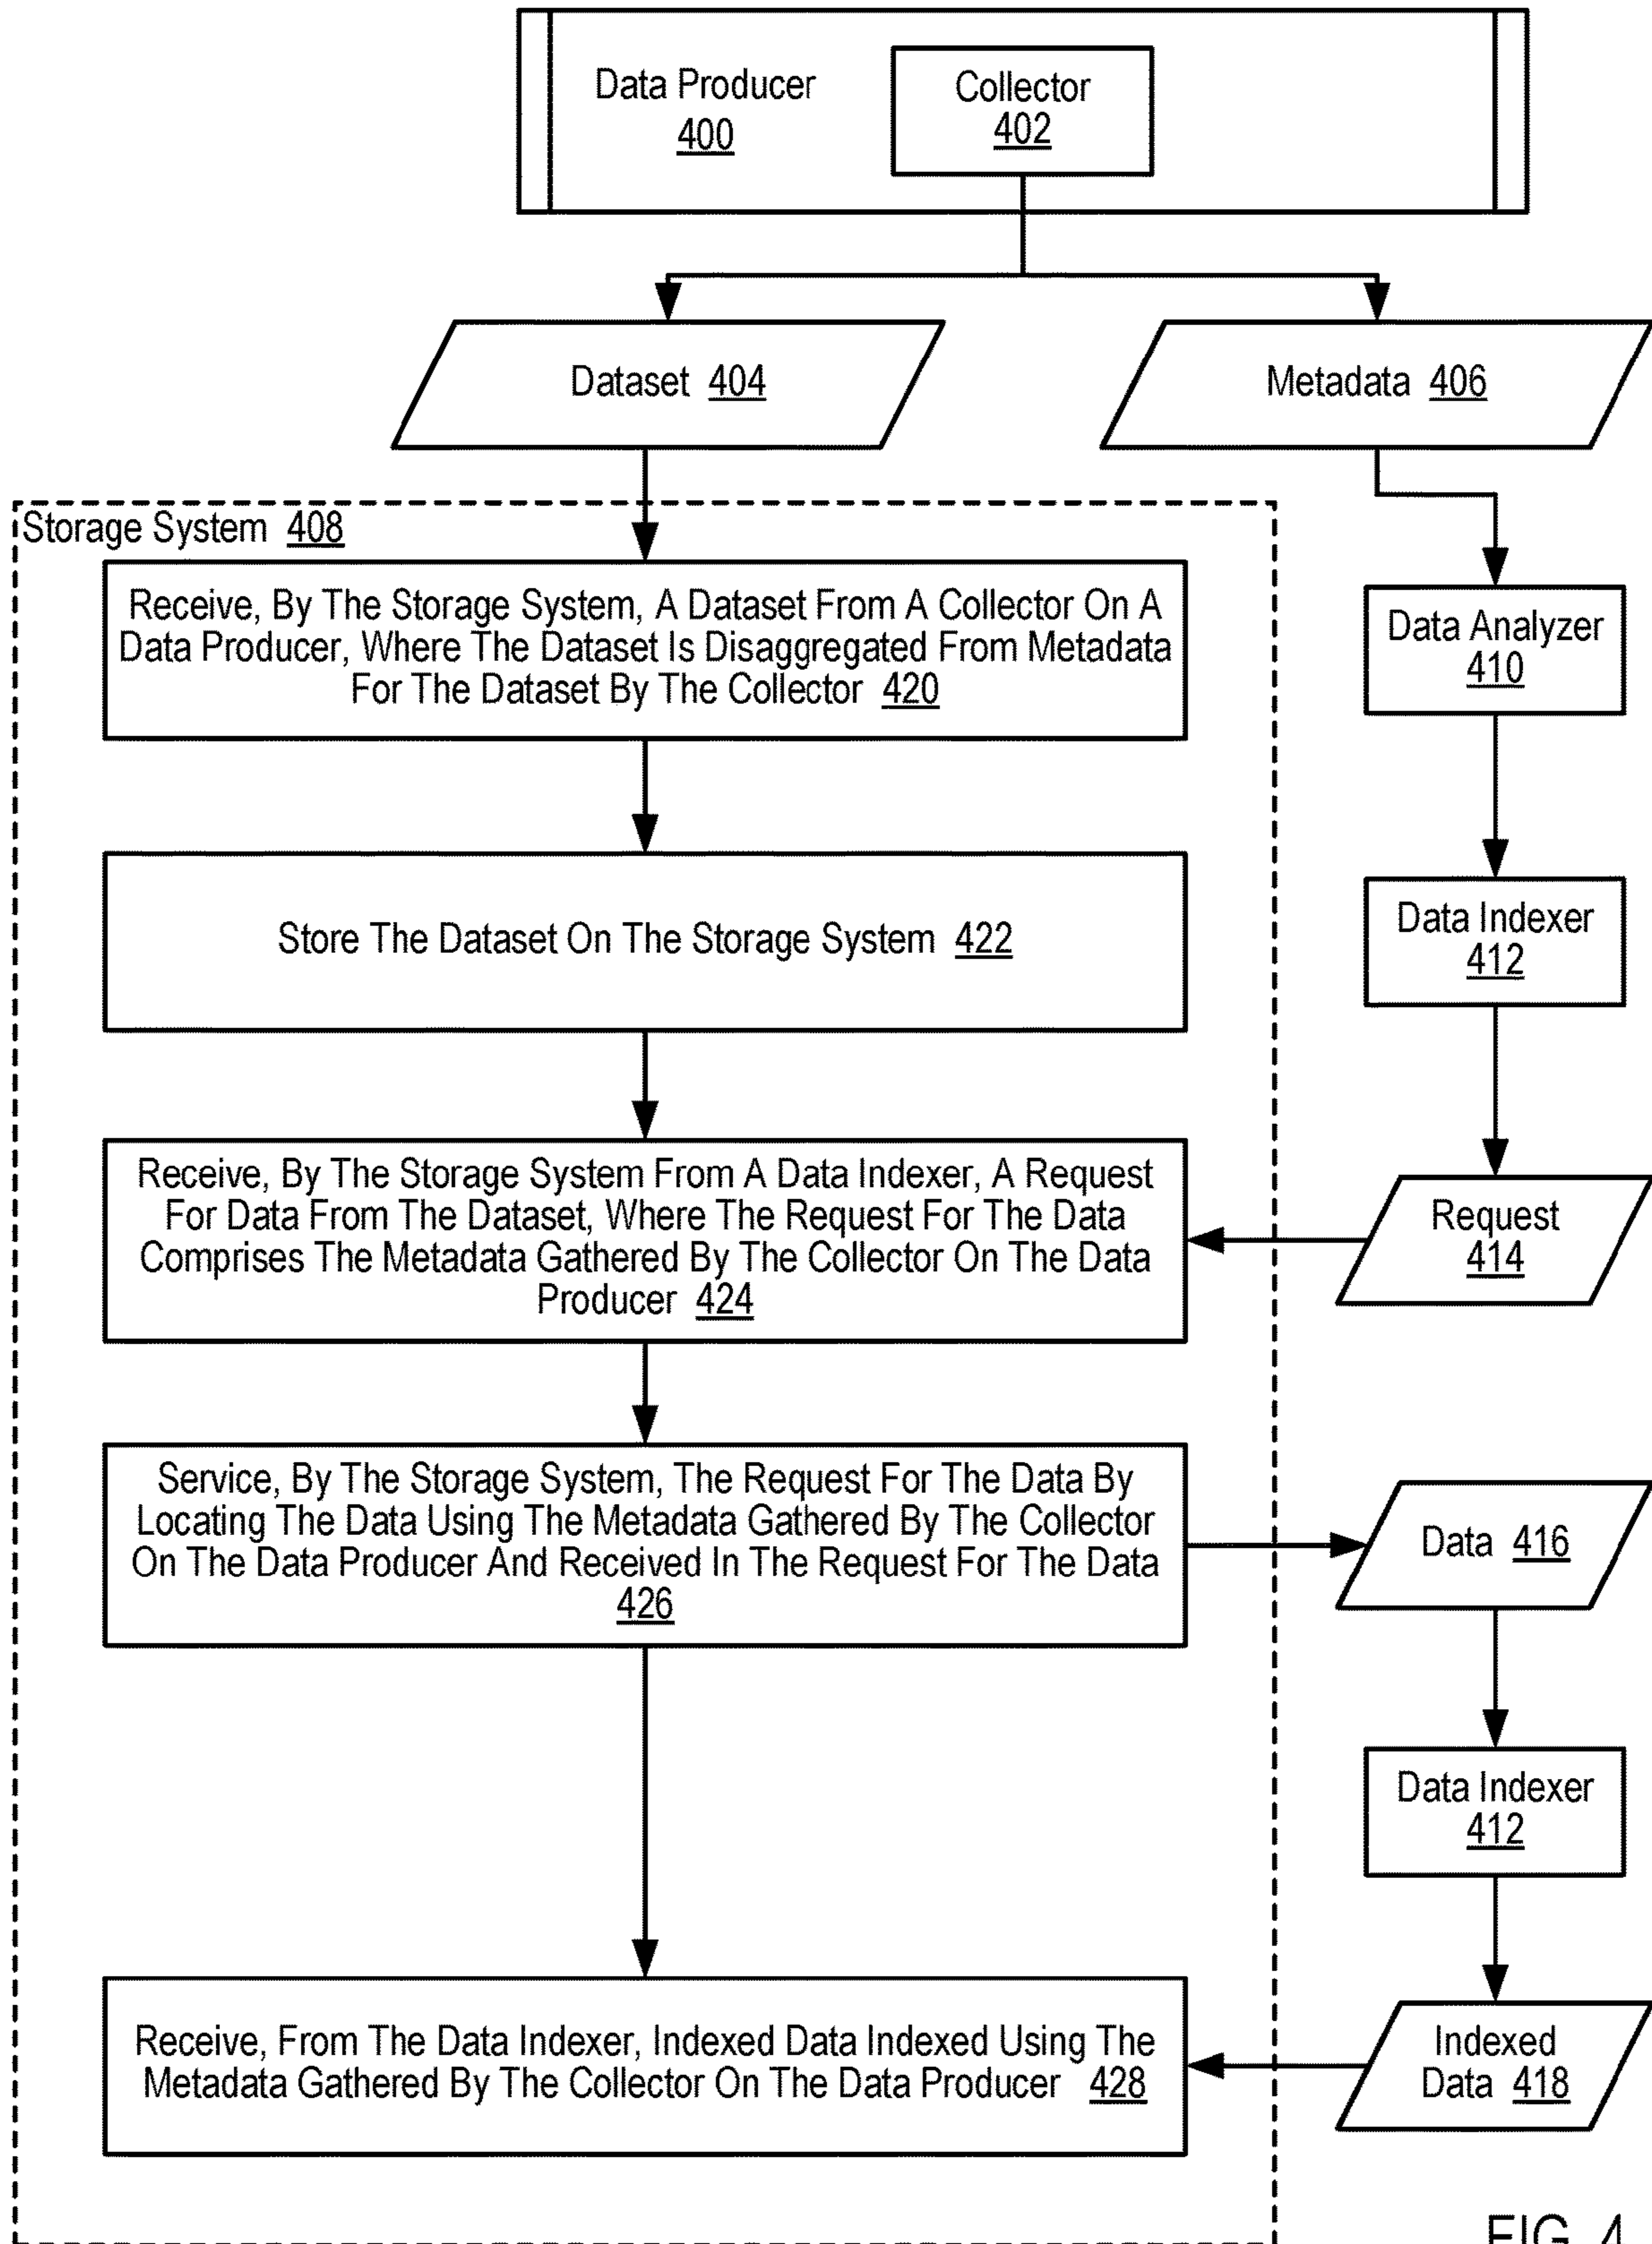 Data Producer
400
Collector
402
Dataset 404
Metadata 406
Storage System 408
Receive, By The Storage System, A Dataset From A Collector On A
Data Producer, Where The Dataset Is Disaggregated From Metadata
For The Dataset By The Collector 420
Data Analyzer
410
Store The Dataset On The Storage System 422
Data Indexer
412
Receive, By The Storage System From A Data Indexer, A Request
For Data From The Dataset, Where The Request For The Data
Comprises The Metadata Gathered By The Collector On The Data
Producer 424
Request
414
Service, By The Storage System, The Request For The Data By
Locating The Data Using The Metadata Gathered By The Collector
On The Data Producer And Received In The Request For The Data
426
Data 416
Data Indexer
412
Receive, From The Data Indexer, Indexed Data Indexed Using The
Metadata Gathered By The Collector On The Data Producer 428
Indexed
Data 418
FIG. 4